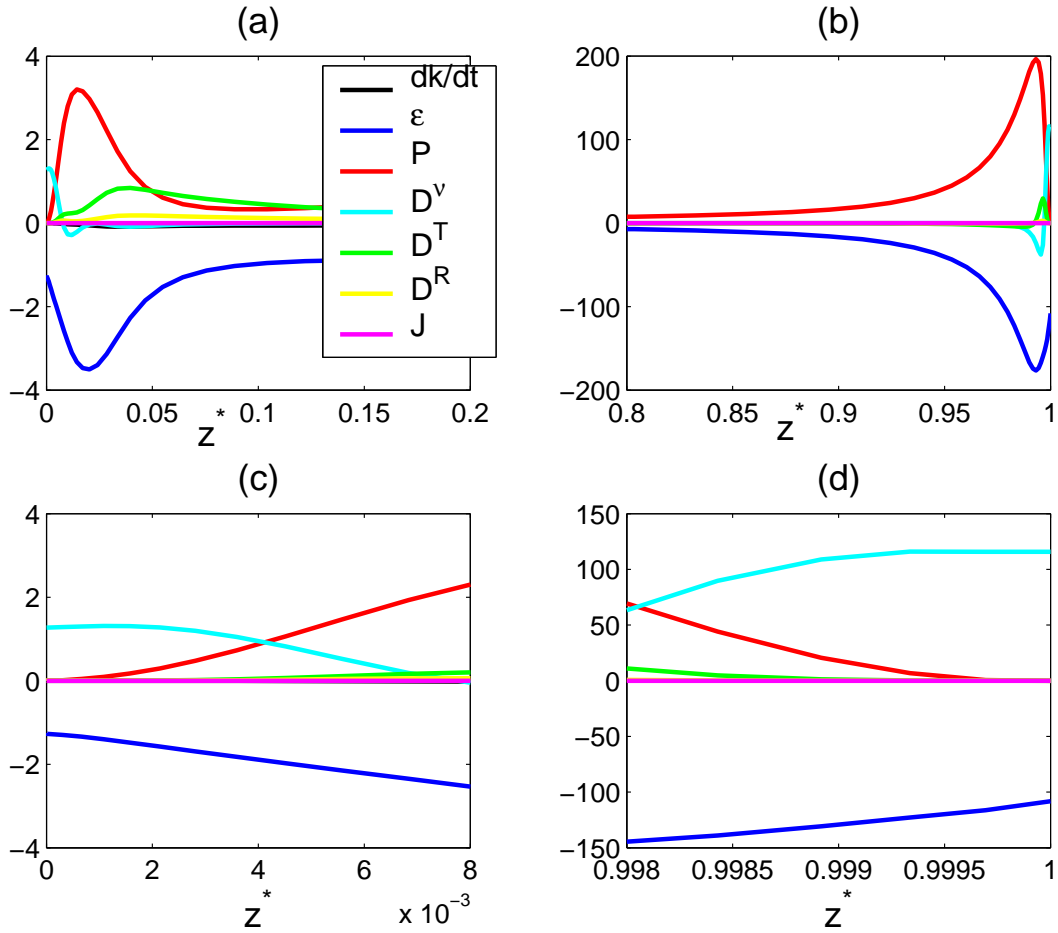 (a)
4
2
0
−2
−4
0
0.05
0.1
0.15
0.2
z*
dk/dt
ε
P
D^ν
D^T
D^R
J
(b)
200
100
0
−100
−200
0.8
0.85
0.9
0.95
1
z*
(c)
4
2
0
−2
−4
0
2
4
6
8
x 10^−3
z*
(d)
150
100
50
0
−50
−100
−150
0.998
0.9985
0.999
0.9995
1
z*